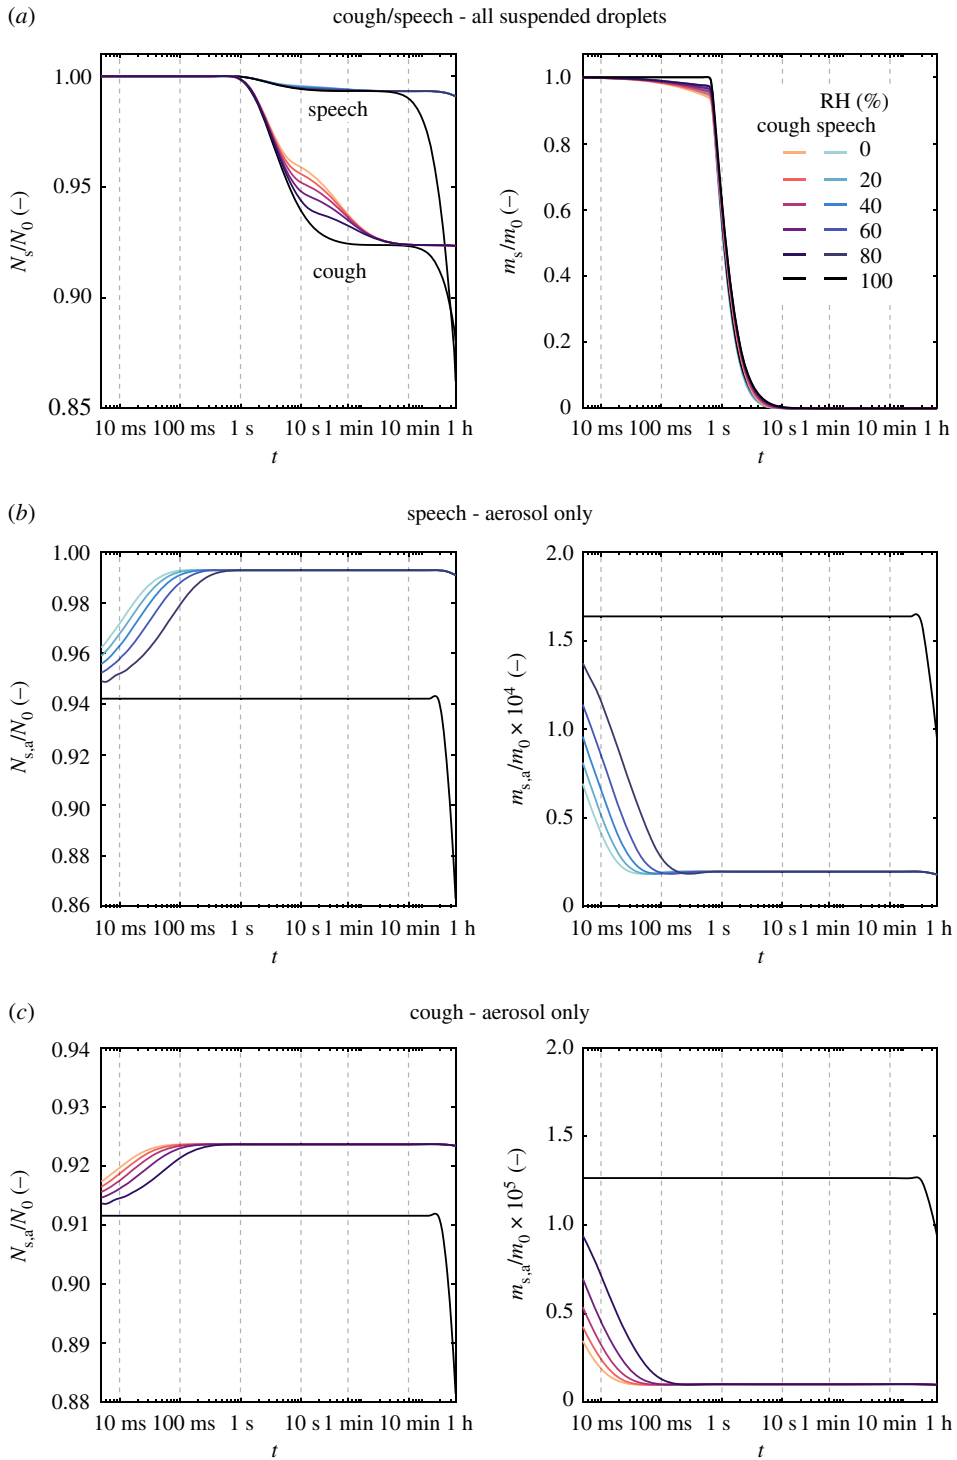 (a)
cough/speech - all suspended droplets
1.00
0.95
0.90
0.85
N_s/N_0 (–)
speech
cough
10 ms 100 ms 1 s 10 s 1 min 10 min 1 h
t
1.0
0.8
0.6
0.4
0.2
0
m_s/m_0 (–)
RH (%)
cough speech
0
20
40
60
80
100
10 ms 100 ms 1 s 10 s 1 min 10 min 1 h
t
(b)
speech - aerosol only
1.00
0.98
0.96
0.94
0.92
0.90
0.88
0.86
N_s,a/N_0 (–)
10 ms 100 ms 1 s 10 s 1 min 10 min 1 h
t
2.0
1.5
1.0
0.5
0
m_s,a/m_0 × 10^4 (–)
10 ms 100 ms 1 s 10 s 1 min 10 min 1 h
t
(c)
cough - aerosol only
0.94
0.93
0.92
0.91
0.90
0.89
0.88
N_s,a/N_0 (–)
10 ms 100 ms 1 s 10 s 1 min 10 min 1 h
t
2.0
1.5
1.0
0.5
0
m_s,a/m_0 × 10^5 (–)
10 ms 100 ms 1 s 10 s 1 min 10 min 1 h
t